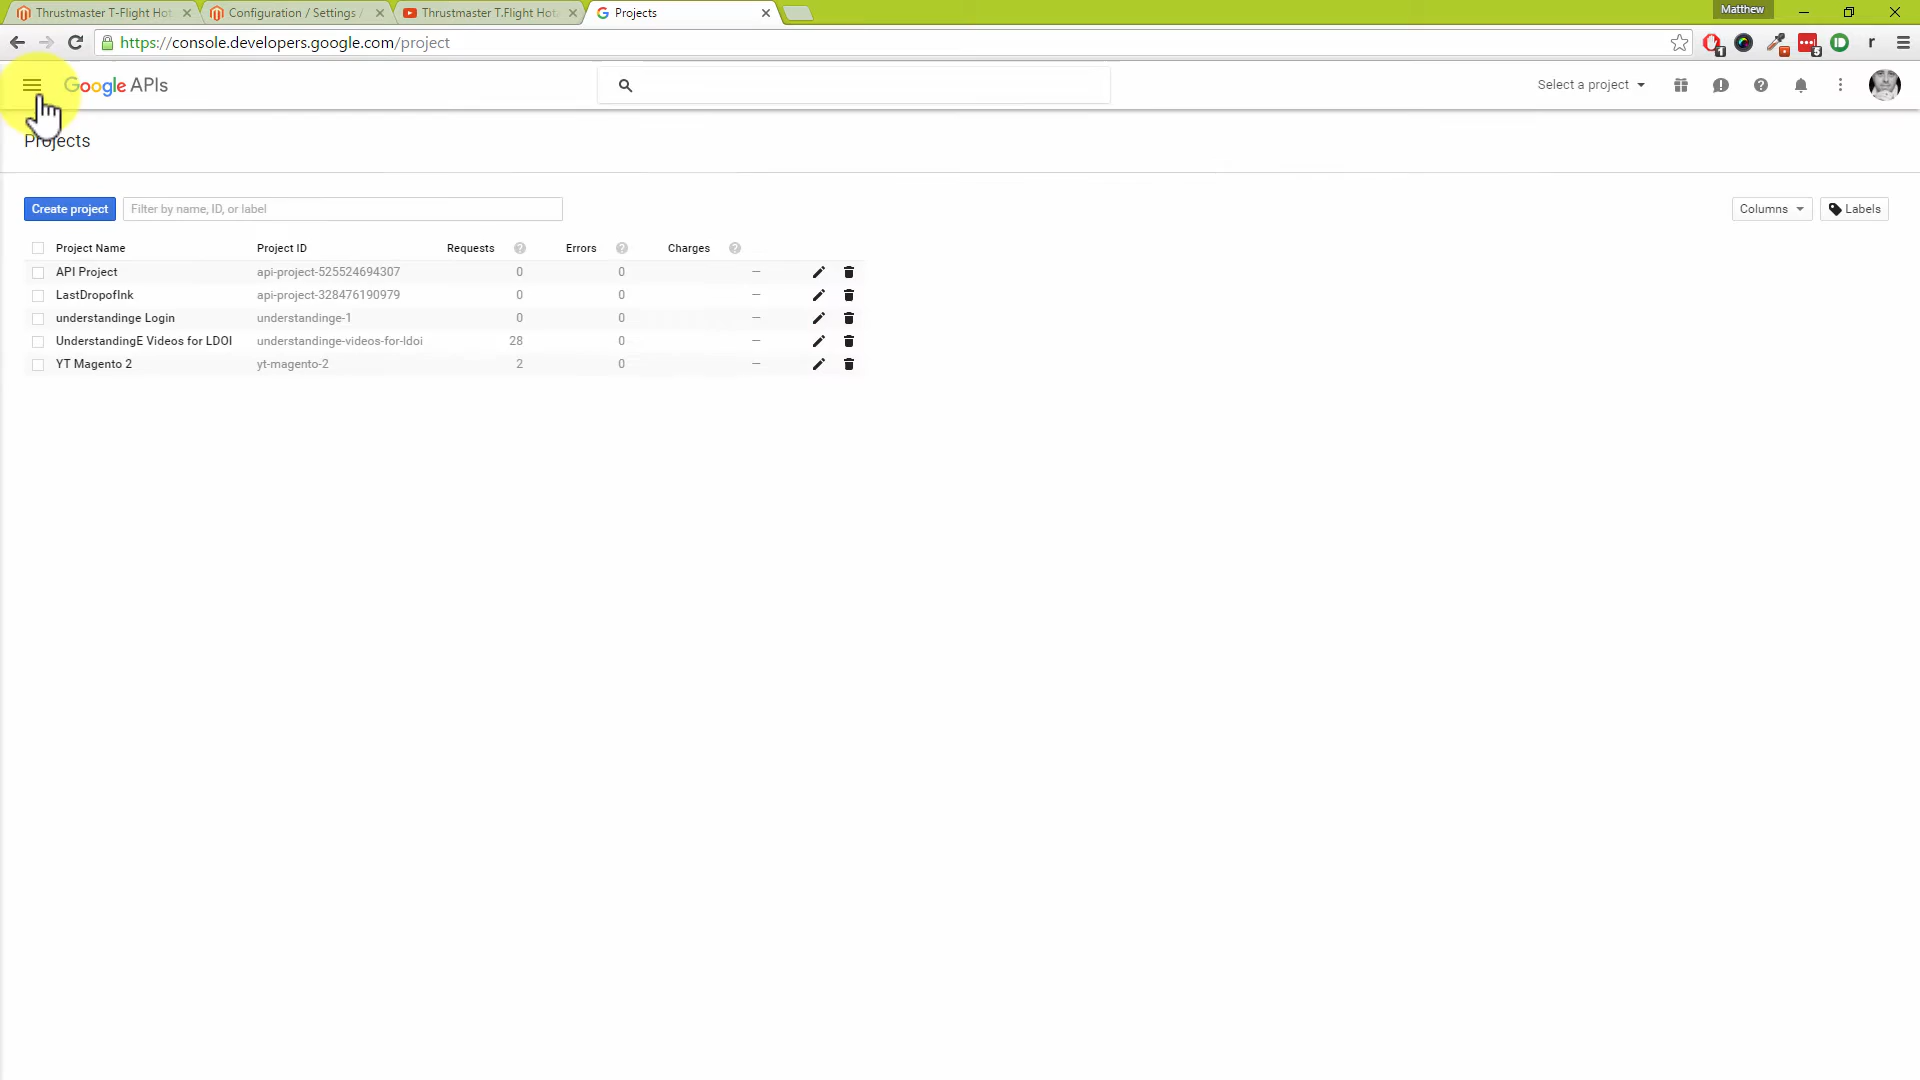 Thrustmaster T-Flight Hot
Configuration / Settings /
Thrustmaster T.Flight Hot
Projects
Matthew
https://console.developers.google.com/project
1
5
r
Google APIs
Select a project
Projects
Create project
Filter by name, ID, or label
Columns
Labels
Project Name Project ID Requests ? Errors ? Charges ?
API Project api-project-525524694307 0 0 —
LastDropofInk api-project-328476190979 0 0 —
understandinge Login understandinge-1 0 0 —
UnderstandingE Videos for LDOI understandinge-videos-for-ldoi 28 0 —
YT Magento 2 yt-magento-2 2 0 —